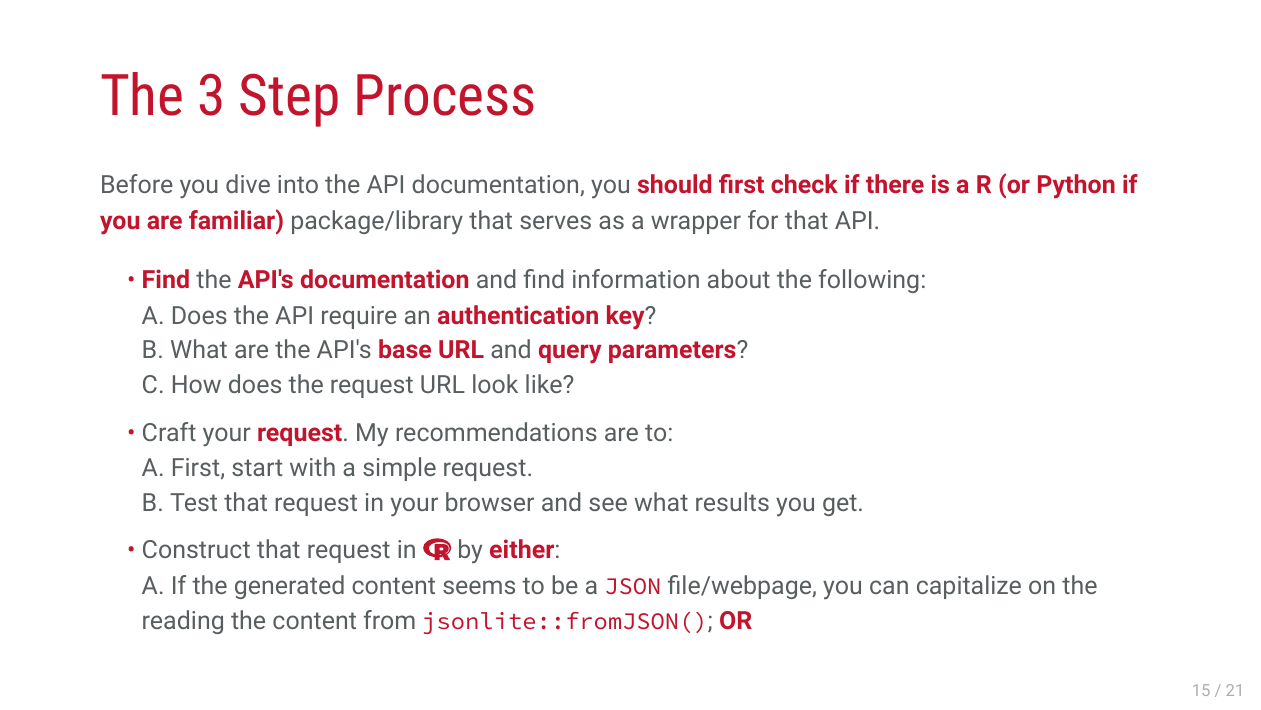 The 3 Step Process
Before you dive into the API documentation, you should first check if there is a R (or Python if
you are familiar) package/library that serves as a wrapper for that API.
• Find the API's documentation and find information about the following:
A. Does the API require an authentication key?
B. What are the API's base URL and query parameters?
C. How does the request URL look like?
• Craft your request. My recommendations are to:
A. First, start with a simple request.
B. Test that request in your browser and see what results you get.
• Construct that request in R by either:
A. If the generated content seems to be a JSON file/webpage, you can capitalize on the
reading the content from jsonlite::fromJSON(); OR
15 / 21